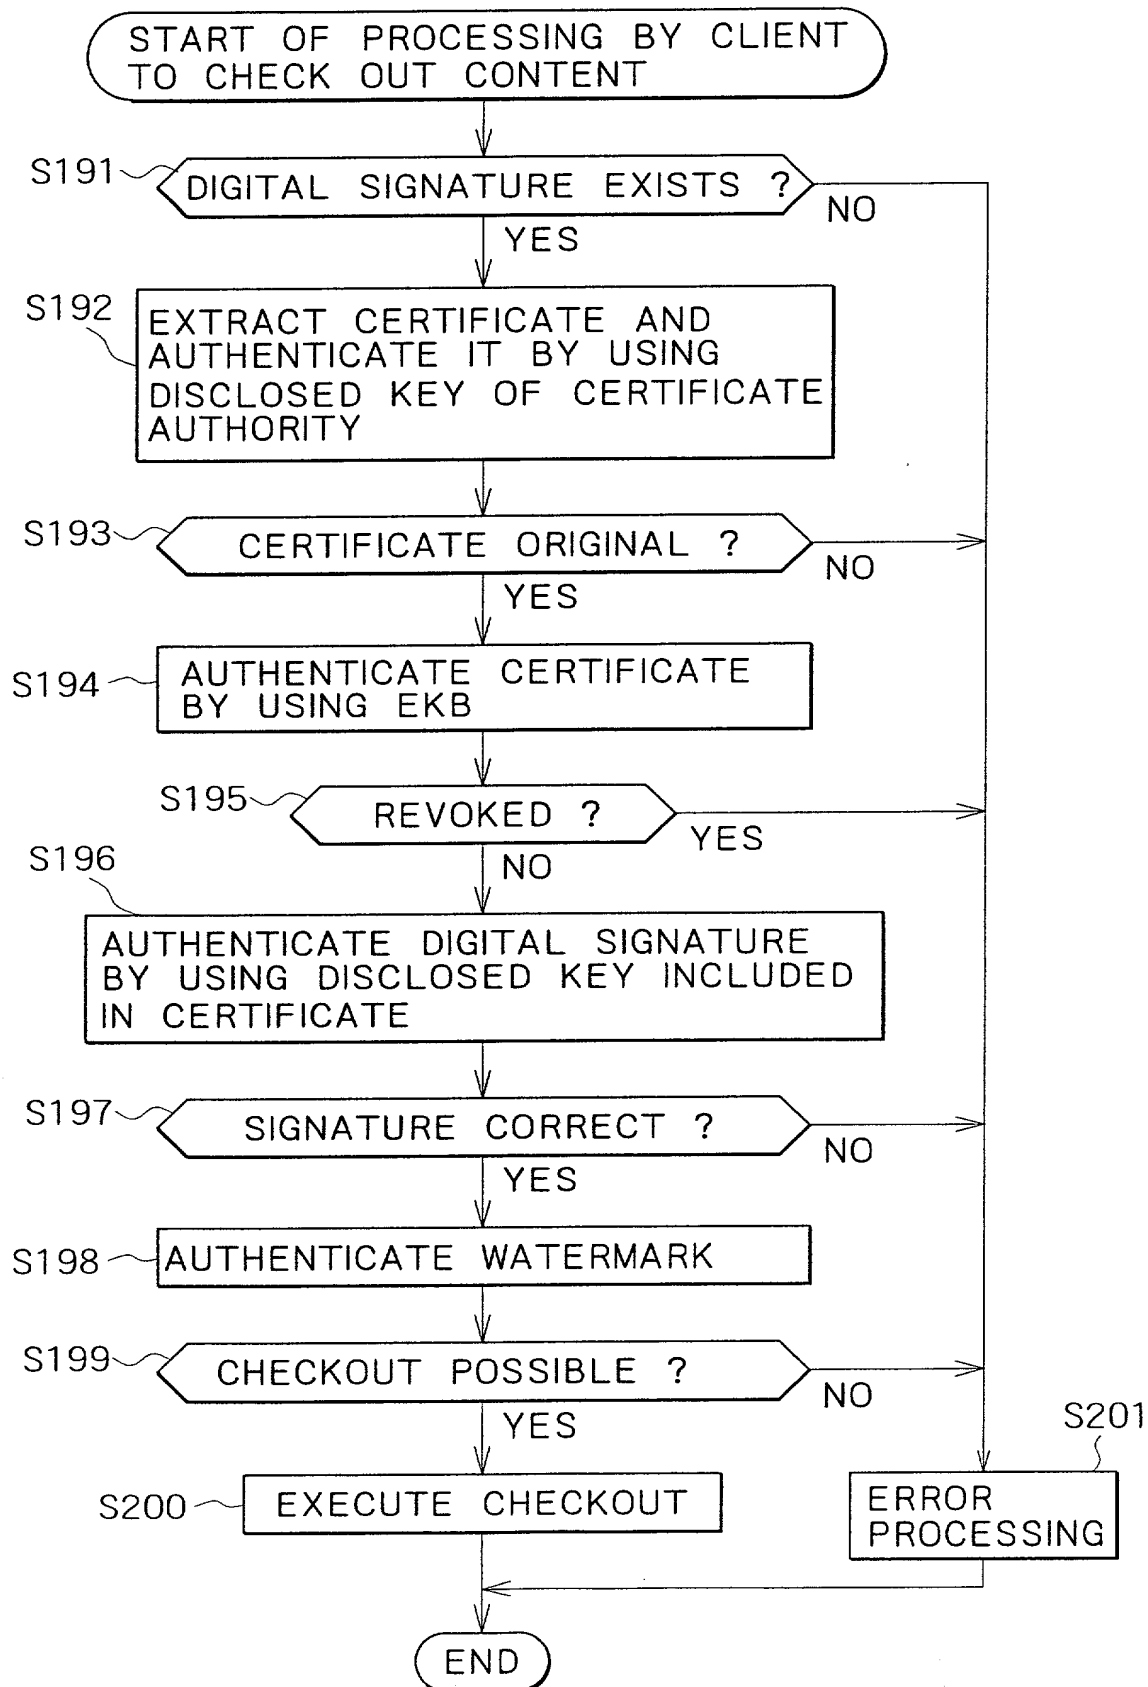 START OF PROCESSING BY CLIENT
TO CHECK OUT CONTENT
S191
DIGITAL SIGNATURE EXISTS ?
NO
YES
S192
EXTRACT CERTIFICATE AND
AUTHENTICATE IT BY USING
DISCLOSED KEY OF CERTIFICATE
AUTHORITY
S193
CERTIFICATE ORIGINAL ?
NO
YES
S194
AUTHENTICATE CERTIFICATE
BY USING EKB
S195
REVOKED ?
YES
NO
S196
AUTHENTICATE DIGITAL SIGNATURE
BY USING DISCLOSED KEY INCLUDED
IN CERTIFICATE
S197
SIGNATURE CORRECT ?
NO
YES
S198
AUTHENTICATE WATERMARK
S199
CHECKOUT POSSIBLE ?
NO
YES
S200
EXECUTE CHECKOUT
S201
ERROR
PROCESSING
END